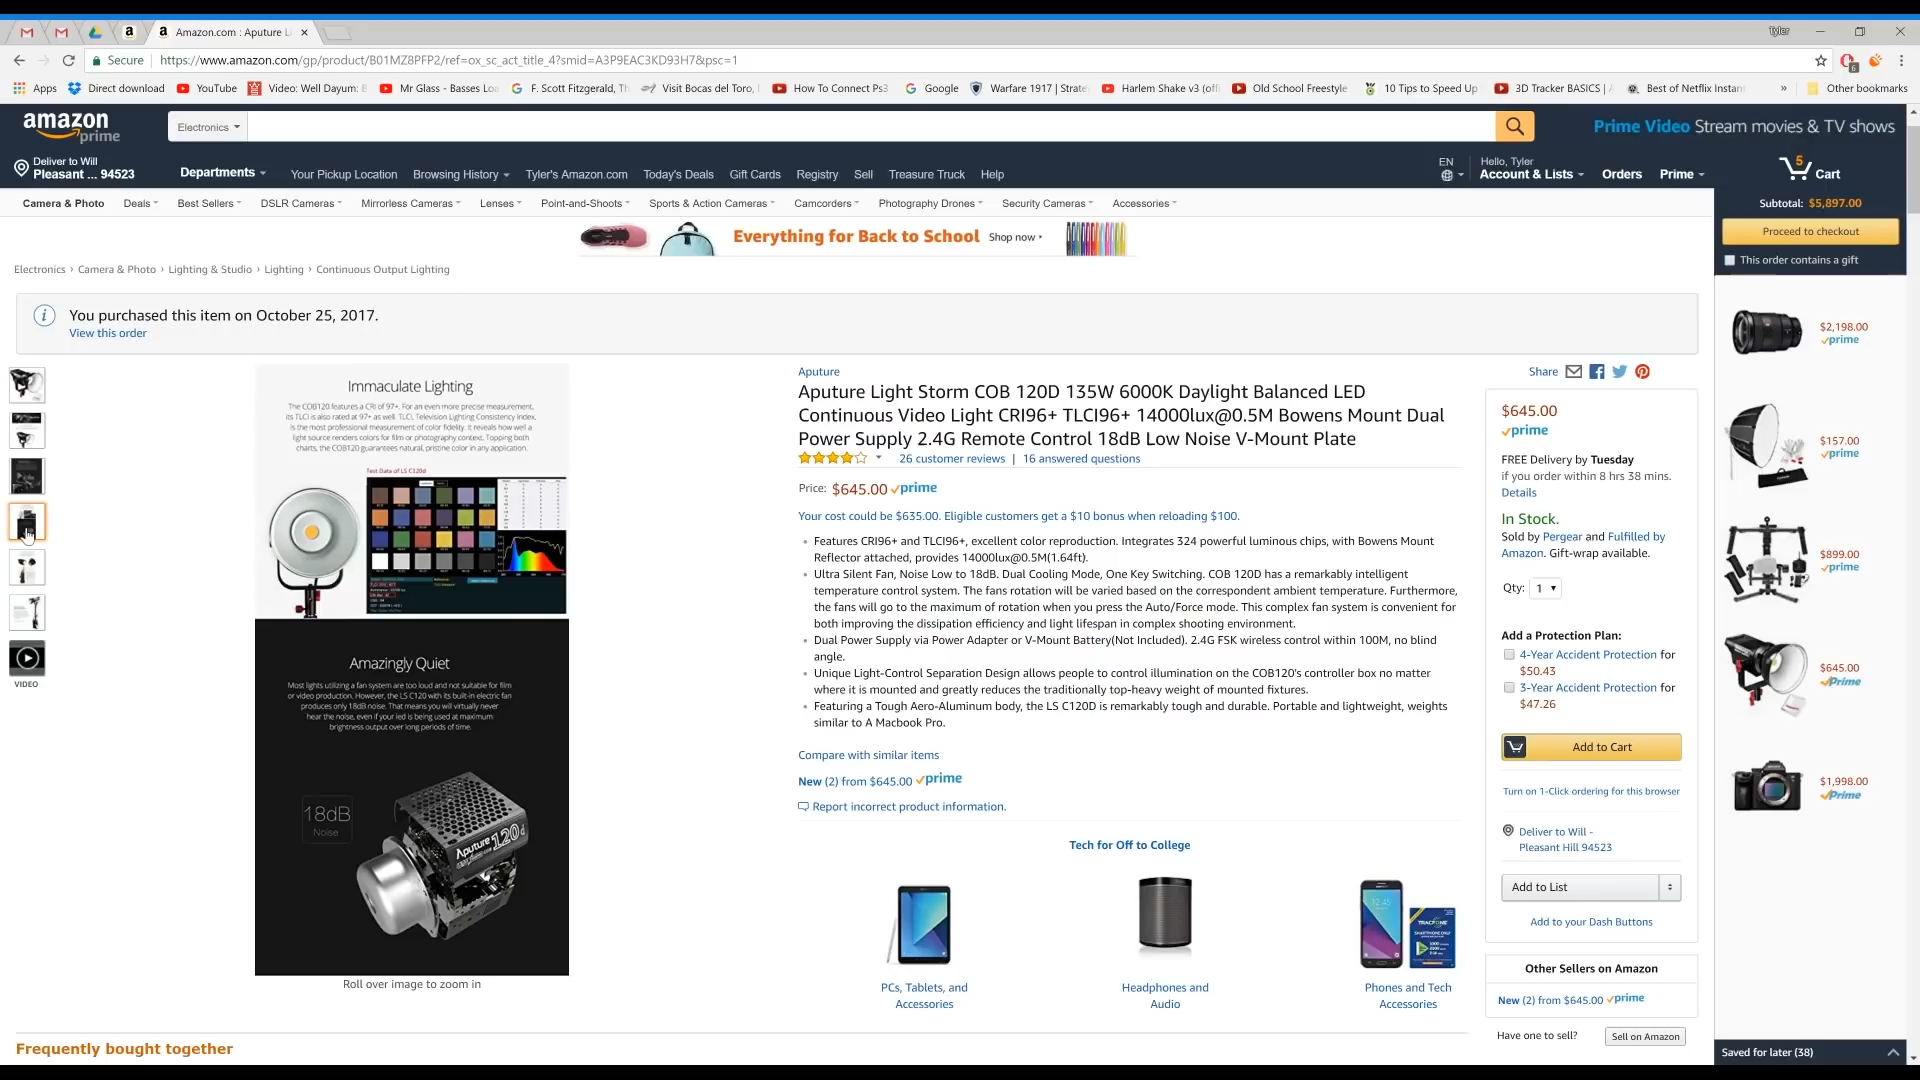 Amazon.com : Aputure Li
Tyler
Secure
https://www.amazon.com/gp/product/B01MZ8PFP2/ref=ox_sc_act_title_4?smid=A3P9EAC3KD93H7&psc=1
6
Apps
Direct download
YouTube
Video: Well Dayum:
Mr Glass - Basses Loa
F. Scott Fitzgerald, Th
Visit Bocas del Toro,
How To Connect Ps3
Google
Warfare 1917 | Strate
Harlem Shake v3 (offi
Old School Freestyle
10 Tips to Speed Up
3D Tracker BASICS |
Best of Netflix Instan
»
Other bookmarks
amazon
prime
Electronics
Prime Video Stream movies & TV shows
Deliver to Will
Pleasant ... 94523
Departments
Your Pickup Location
Browsing History
Tyler's Amazon.com
Today's Deals
Gift Cards
Registry
Sell
Treasure Truck
Help
EN
Hello, Tyler
Account & Lists
Orders
Prime
5
Cart
Camera & Photo
Deals
Best Sellers
DSLR Cameras
Mirrorless Cameras
Lenses
Point-and-Shoots
Sports & Action Cameras
Camcorders
Photography Drones
Security Cameras
Accessories
Subtotal: $5,897.00
Proceed to checkout
This order contains a gift
Everything for Back to School
Shop now
Electronics › Camera & Photo › Lighting & Studio › Lighting › Continuous Output Lighting
You purchased this item on October 25, 2017.
View this order
VIDEO
Immaculate Lighting
The COB120 features a CRI of 97+. For an even more precise measurement,
its TLCI is also rated at 97+ as well. TLCI, Television Lighting Consistency Index,
is the most professional measurement of color fidelity. It reveals how well a
light source renders colors for film or photography context. Topping both
charts, the COB120 guarantees natural, pristine color in any application.
Test Data of LS C120d
Amazingly Quiet
Most lights utilizing a fan system are too loud and not suitable for film
or video production. However, the LS C120 with its built-in electric fan
produces only 18dB noise. That means you will virtually never
hear the noise, even if your led is being used at maximum
brightness output over long periods of time.
18dB
Noise
Aputure 120d
Roll over image to zoom in
Aputure
Aputure Light Storm COB 120D 135W 6000K Daylight Balanced LED
Continuous Video Light CRI96+ TLCI96+ 14000lux@0.5M Bowens Mount Dual
Power Supply 2.4G Remote Control 18dB Low Noise V-Mount Plate
26 customer reviews | 16 answered questions
Price: $645.00 prime
Your cost could be $635.00. Eligible customers get a $10 bonus when reloading $100.
Features CRI96+ and TLCI96+, excellent color reproduction. Integrates 324 powerful luminous chips, with Bowens Mount
Reflector attached, provides 14000lux@0.5M(1.64ft).
Ultra Silent Fan, Noise Low to 18dB. Dual Cooling Mode, One Key Switching. COB 120D has a remarkably intelligent
temperature control system. The fans rotation will be varied based on the correspondent ambient temperature. Furthermore,
the fans will go to the maximum of rotation when you press the Auto/Force mode. This complex fan system is convenient for
both improving the dissipation efficiency and light lifespan in complex shooting environment.
Dual Power Supply via Power Adapter or V-Mount Battery(Not Included). 2.4G FSK wireless control within 100M, no blind
angle.
Unique Light-Control Separation Design allows people to control illumination on the COB120's controller box no matter
where it is mounted and greatly reduces the traditionally top-heavy weight of mounted fixtures.
Featuring a Tough Aero-Aluminum body, the LS C120D is remarkably tough and durable. Portable and lightweight, weights
similar to A Macbook Pro.
Compare with similar items
New (2) from $645.00 prime
Report incorrect product information.
Tech for Off to College
PCs, Tablets, and
Accessories
Headphones and
Audio
TRACFONE
Phones and Tech
Accessories
Share
$645.00
prime
FREE Delivery by Tuesday
if you order within 8 hrs 38 mins.
Details
In Stock.
Sold by Pergear and Fulfilled by
Amazon. Gift-wrap available.
Qty: 1
Add a Protection Plan:
4-Year Accident Protection for
$50.43
3-Year Accident Protection for
$47.26
Add to Cart
Turn on 1-Click ordering for this browser
Deliver to Will -
Pleasant Hill 94523
Add to List
Add to your Dash Buttons
Other Sellers on Amazon
New (2) from $645.00 prime
Have one to sell?
Sell on Amazon
$2,198.00
prime
$157.00
prime
$899.00
prime
$645.00
prime
$1,998.00
prime
Saved for later (38)
Frequently bought together